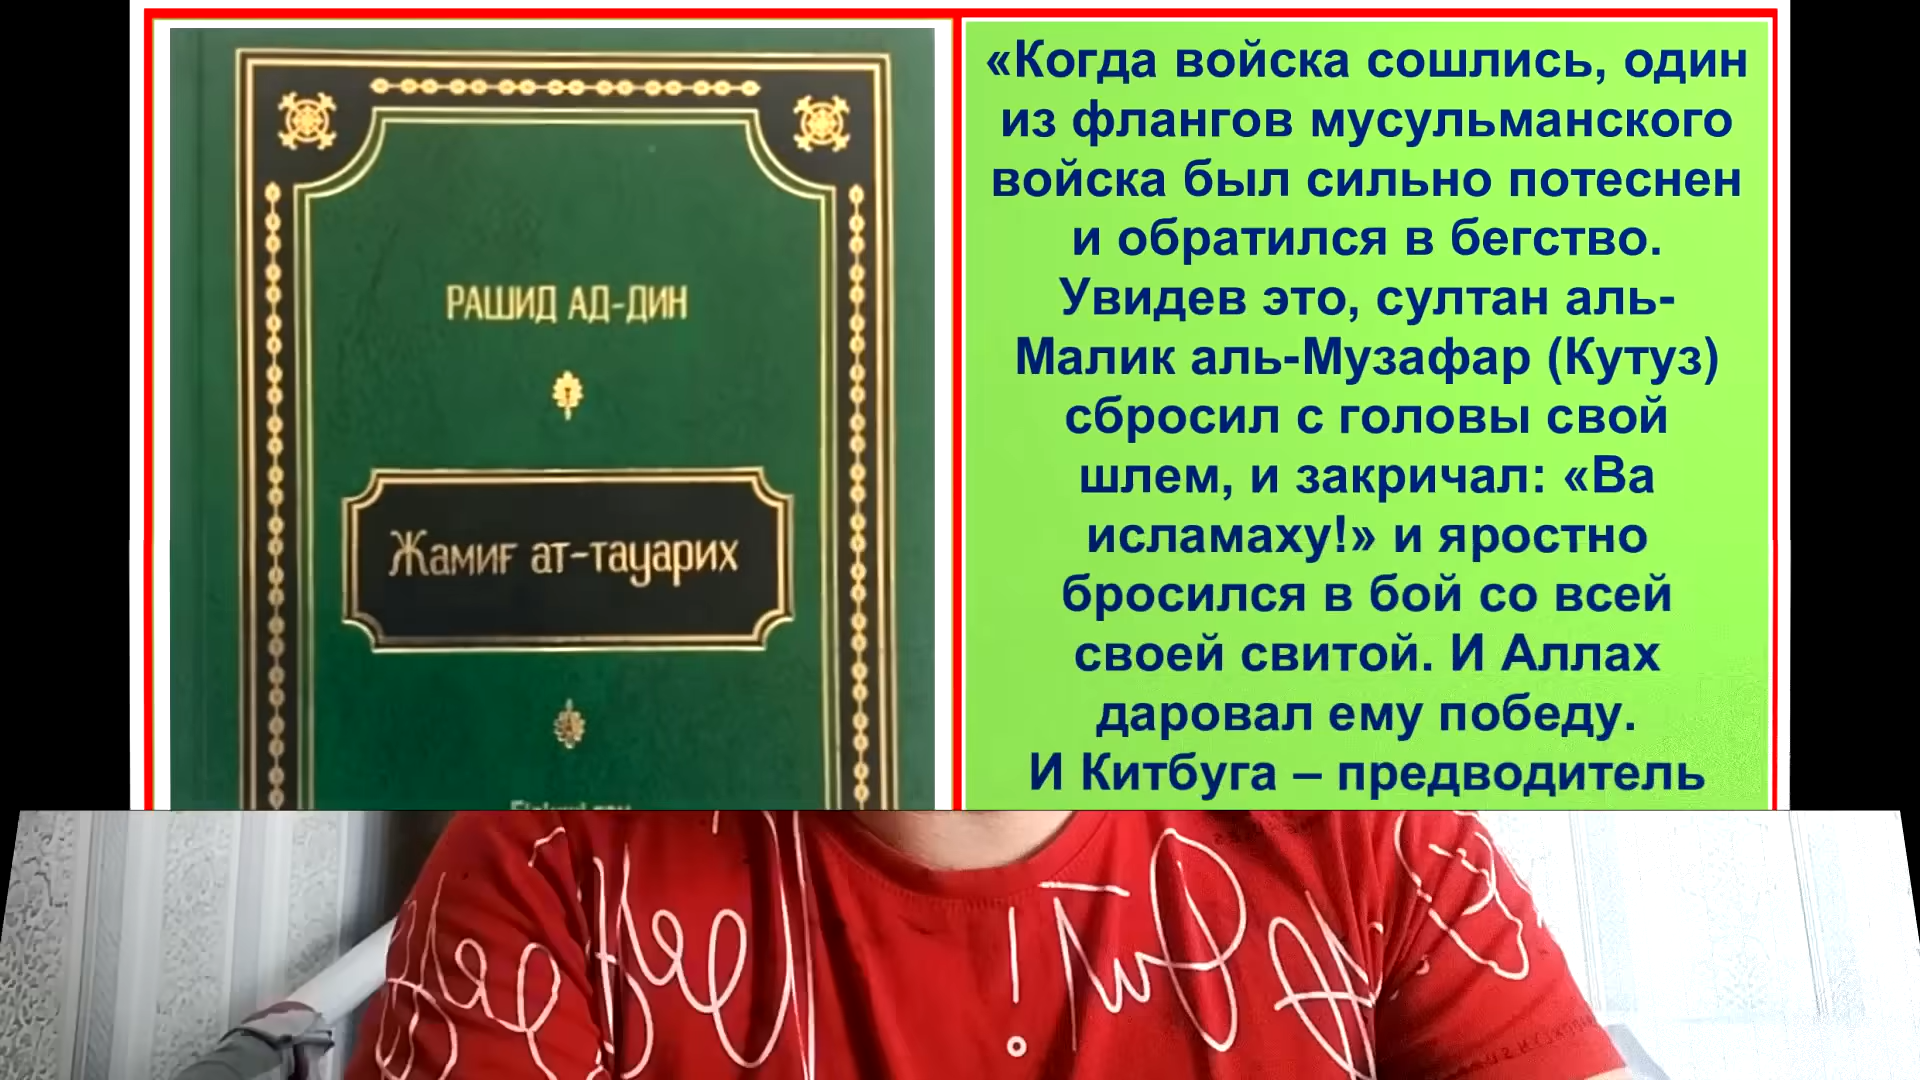 РАШИД АД-ДИН
Жамиғ ат-тауарих
«Когда войска сошлись, один
из флангов мусульманского
войска был сильно потеснен
и обратился в бегство.
Увидев это, султан аль-
Малик аль-Музафар (Кутуз)
сбросил с головы свой
шлем, и закричал: «Ва
исламаху!» и яростно
бросился в бой со всей
своей свитой. И Аллах
даровал ему победу.
И Китбуга – предводитель